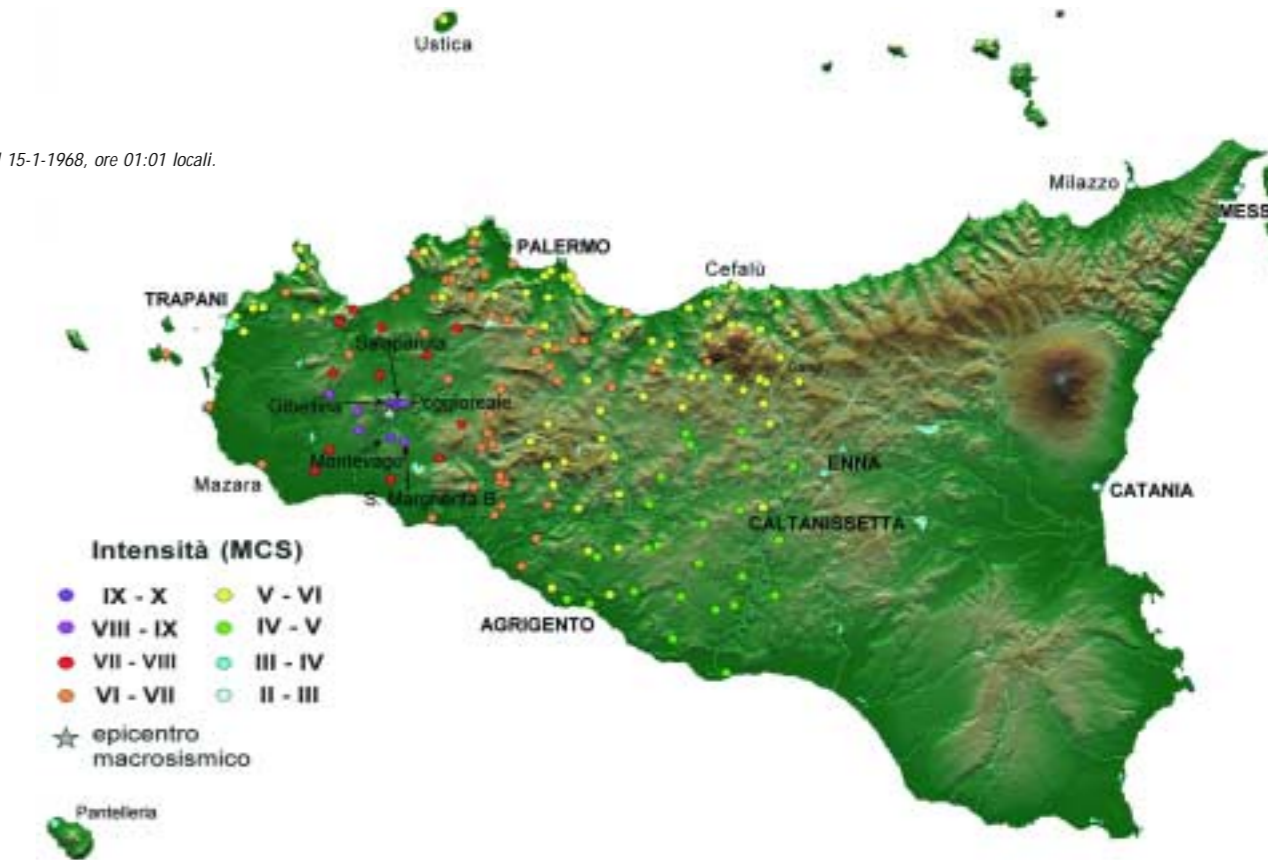 Ustica
l 15-1-1968, ore 01:01 locali.
Milazzo
MESS
PALERMO
Cefalù
TRAPANI
Salaparuta
Gibellina
Poggioreale
Montevago
ENNA
Mazara
S. Margherita B
CATANIA
CALTANISSETTA
Intensità (MCS)
IX - X
V - VI
VIII - IX
IV - V
AGRIGENTO
VII - VIII
III - IV
VI - VII
II - III
epicentro
macrosismico
Pantelleria